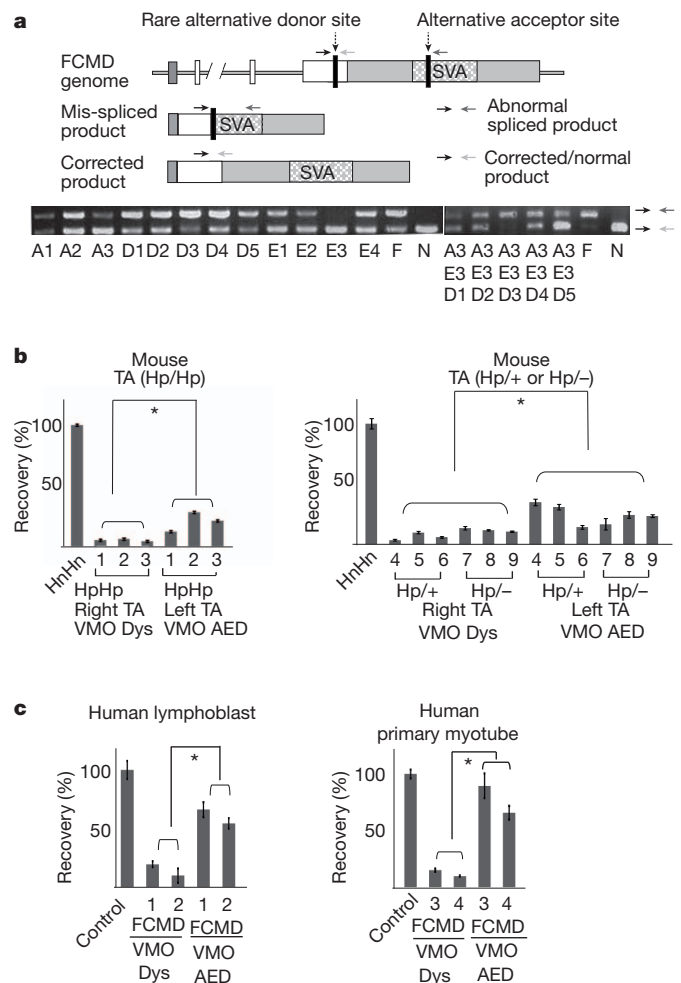 a
Rare alternative donor site
Alternative acceptor site
FCMD
genome
SVA
Mis-spliced
product
SVA
Abnormal
spliced product
Corrected
product
SVA
Corrected/normal
product
A1 A2 A3 D1 D2 D3 D4 D5 E1 E2 E3 E4 F N
A3 A3 A3 A3 A3 F N
E3 E3 E3 E3 E3
D1 D2 D3 D4 D5
b
Mouse
TA (Hp/Hp)
Recovery (%)
100
50
HnHn
1 2 3 1 2 3
HpHp HpHp
Right TA Left TA
VMO Dys VMO AED
Mouse
TA (Hp/+ or Hp/–)
Recovery (%)
100
50
*
*
HnHn
4 5 6 7 8 9 4 5 6 7 8 9
Hp/+ Hp/– Hp/+ Hp/–
Right TA Left TA
VMO Dys VMO AED
c
Human lymphoblast
Recovery (%)
100
50
*
Control
1 2 1 2
FCMD FCMD
VMO VMO
Dys AED
Human
primary myotube
Recovery (%)
100
50
*
Control
3 4 3 4
FCMD FCMD
VMO VMO
Dys AED